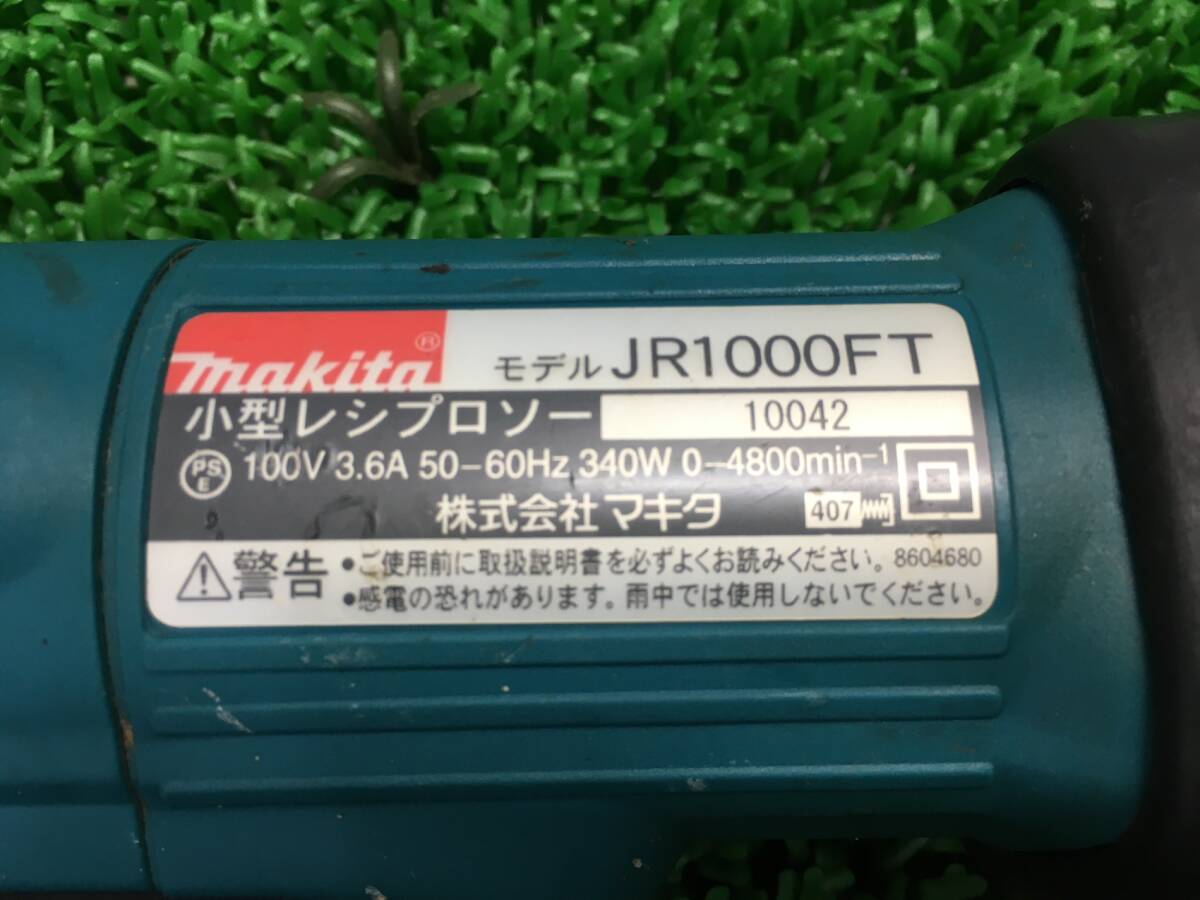 makita®
モデル JR1000FT
小型レシプロソー 10042
PSE 100V 3.6A 50-60Hz 340W 0-4800min-1
株式会社マキタ 407
警告 •ご使用前に取扱説明書を必ずよくお読みください。 8604680
•感電の恐れがあります。雨中では使用しないでください。